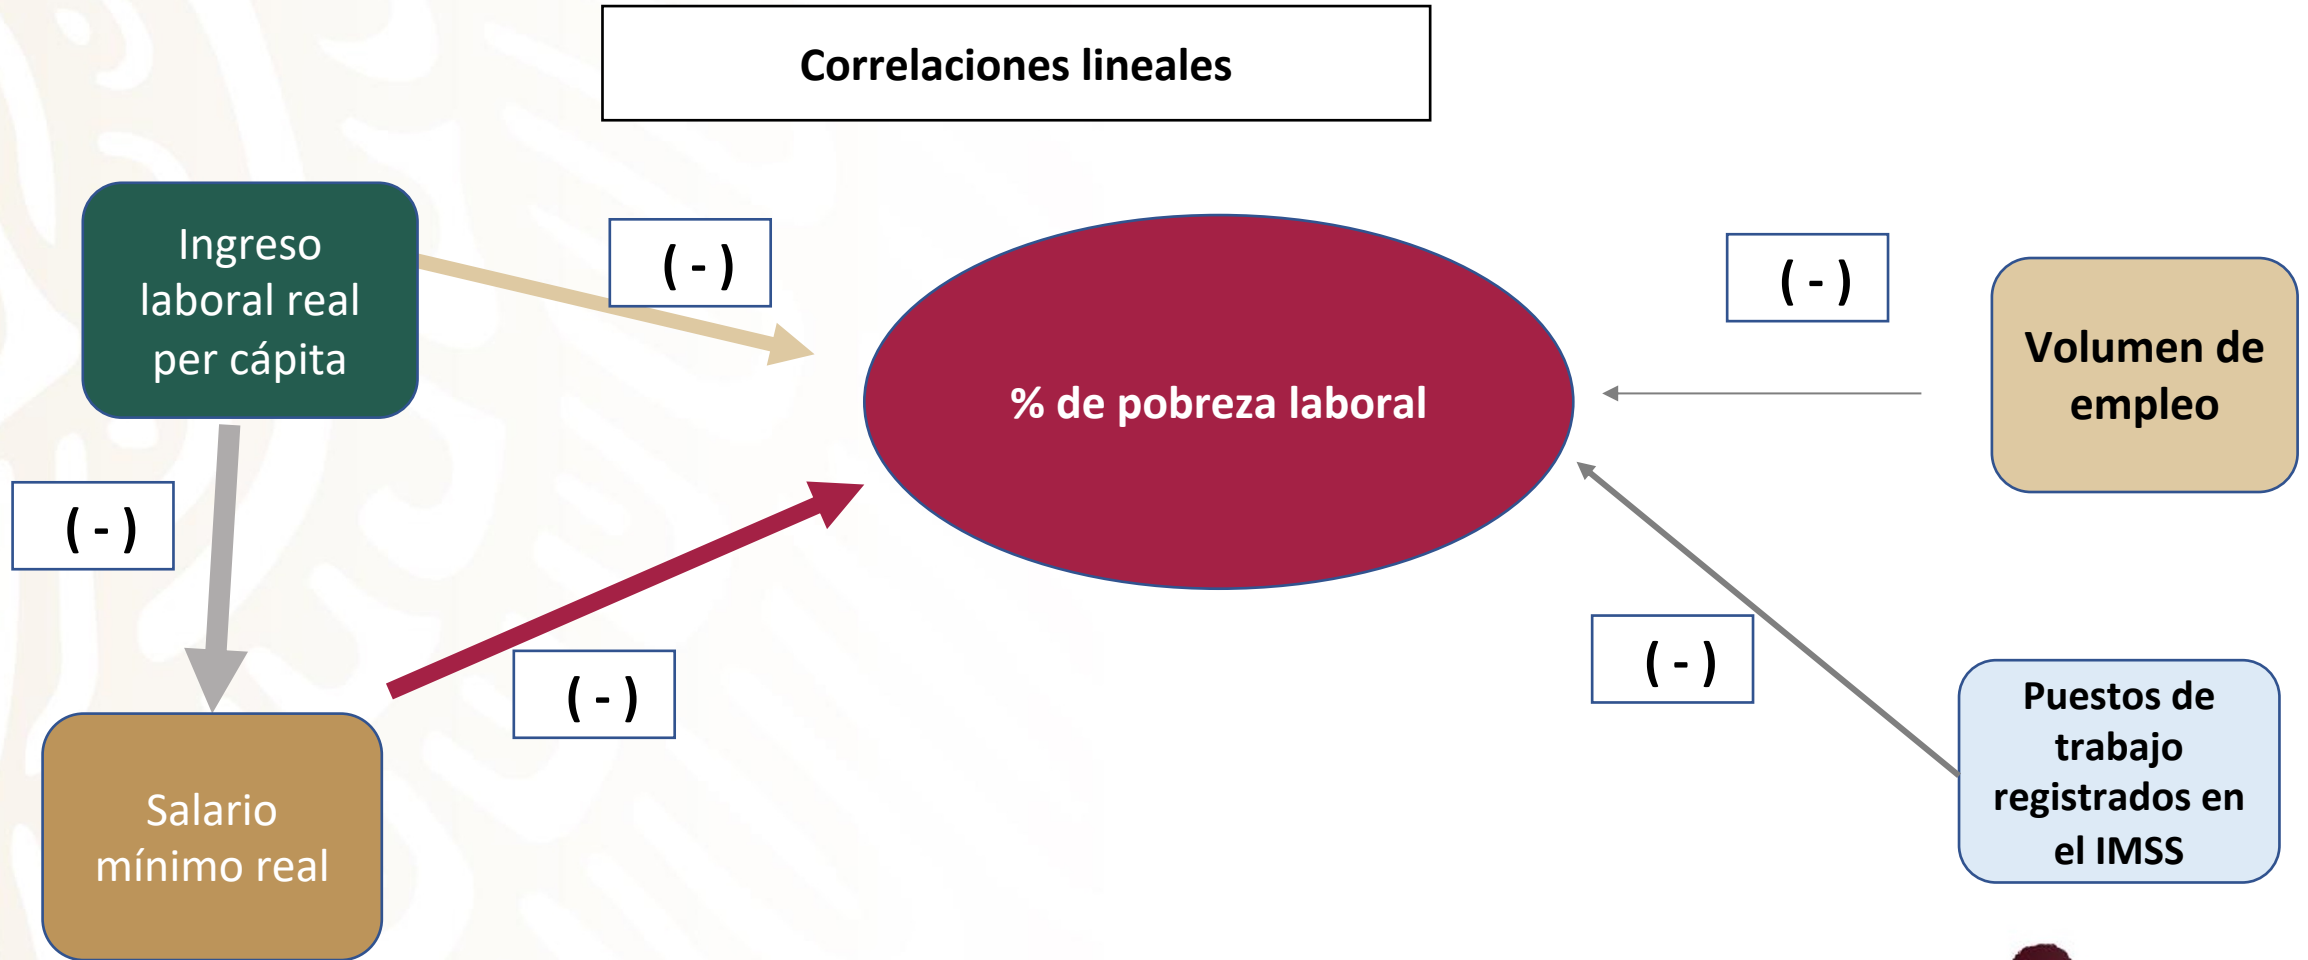 Correlaciones lineales
Ingreso
laboral real
per cápita
( - )
( - )
Volumen de
empleo
% de pobreza laboral
( - )
( - )
( - )
Puestos de
trabajo
registrados en
el IMSS
Salario
mínimo real